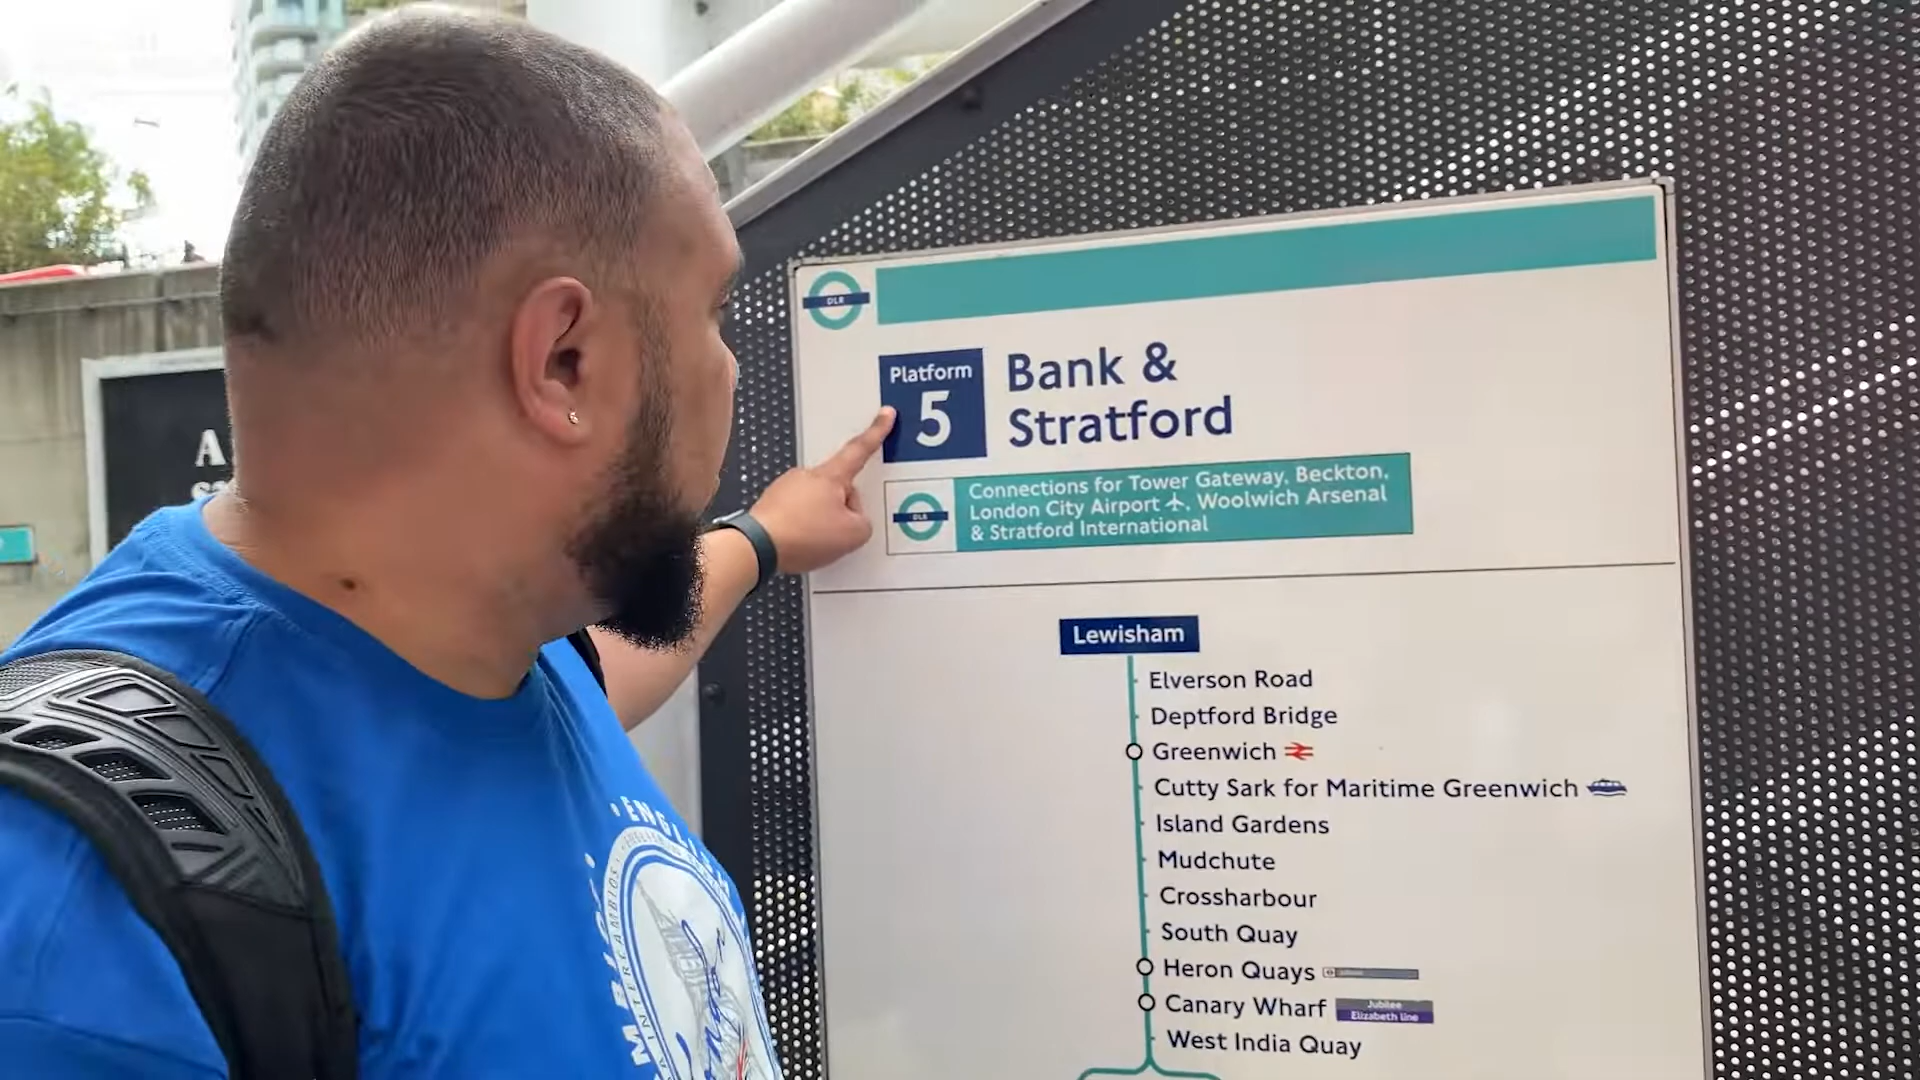 DLR
Platform
5
Bank &
Stratford
DLR
Connections for Tower Gateway, Beckton,
London City Airport, Woolwich Arsenal
& Stratford International
Lewisham
Elverson Road
Deptford Bridge
Greenwich
Cutty Sark for Maritime Greenwich
Island Gardens
Mudchute
Crossharbour
South Quay
Heron Quays
Canary Wharf
Jubilee
Elizabeth line
West India Quay
A
ENGLISH
INTERCAMBIOS